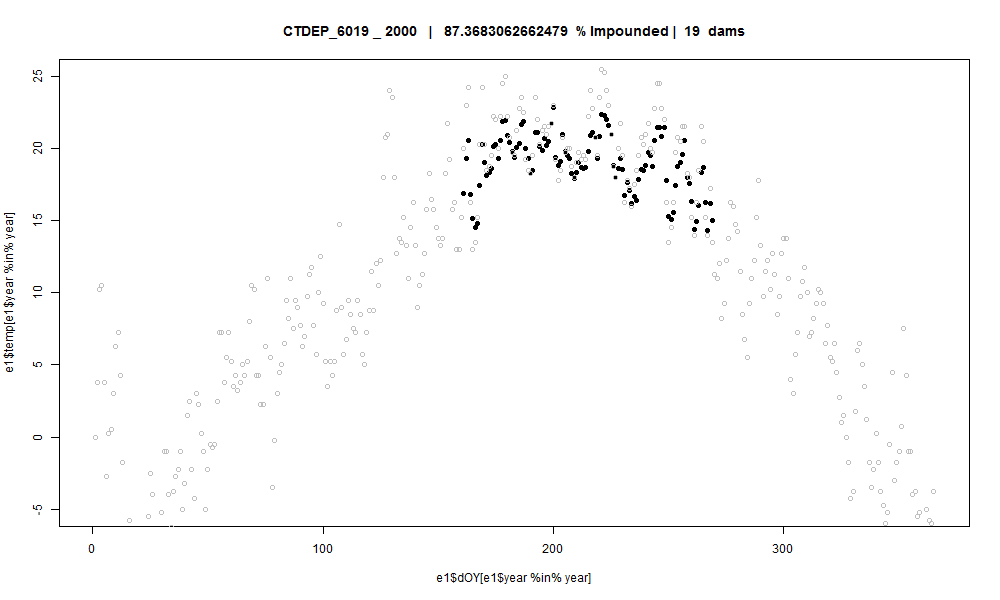 CTDEP_6019 _ 2000 | 87.3683062662479 % Impounded | 19 dams
e1$temp[e1$year %in% year]
25
20
15
10
5
0
-5
0 100 200 300
e1$dOY[e1$year %in% year]